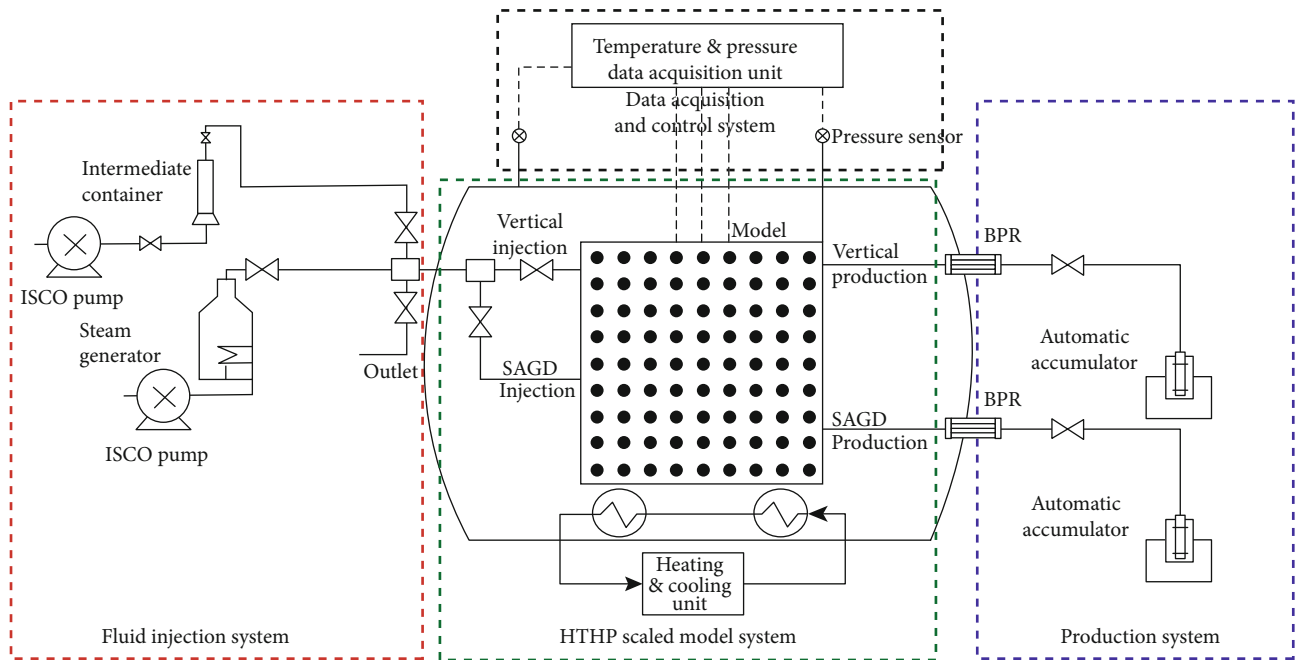 Temperature & pressure
data acquisition unit
Data acquisition
and control system
Pressure sensor
Intermediate
container
ISCO pump
Steam
generator
ISCO pump
Outlet
Fluid injection system
Vertical
injection
SAGD
Injection
Model
Vertical
production
SAGD
Production
Heating
& cooling
unit
HTHP scaled model system
BPR
Automatic
accumulator
BPR
Automatic
accumulator
Production system